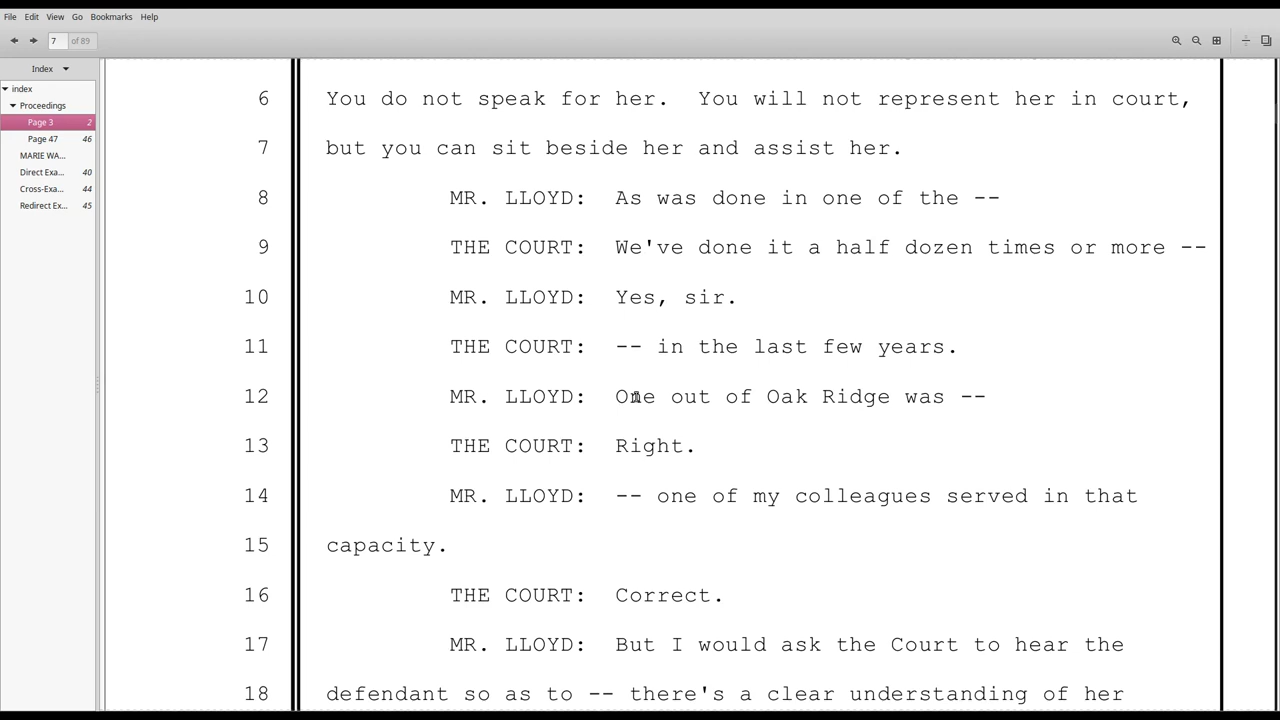 File Edit View Go Bookmarks Help
7 of 89
Index
index
Proceedings
Page 3 2
Page 47 46
MARIE WA...
Direct Exa... 40
Cross-Exa... 44
Redirect Ex... 45
6 You do not speak for her. You will not represent her in court,
7 but you can sit beside her and assist her.
8 MR. LLOYD: As was done in one of the --
9 THE COURT: We've done it a half dozen times or more --
10 MR. LLOYD: Yes, sir.
11 THE COURT: -- in the last few years.
12 MR. LLOYD: One out of Oak Ridge was --
13 THE COURT: Right.
14 MR. LLOYD: -- one of my colleagues served in that
15 capacity.
16 THE COURT: Correct.
17 MR. LLOYD: But I would ask the Court to hear the
18 defendant so as to -- there's a clear understanding of her